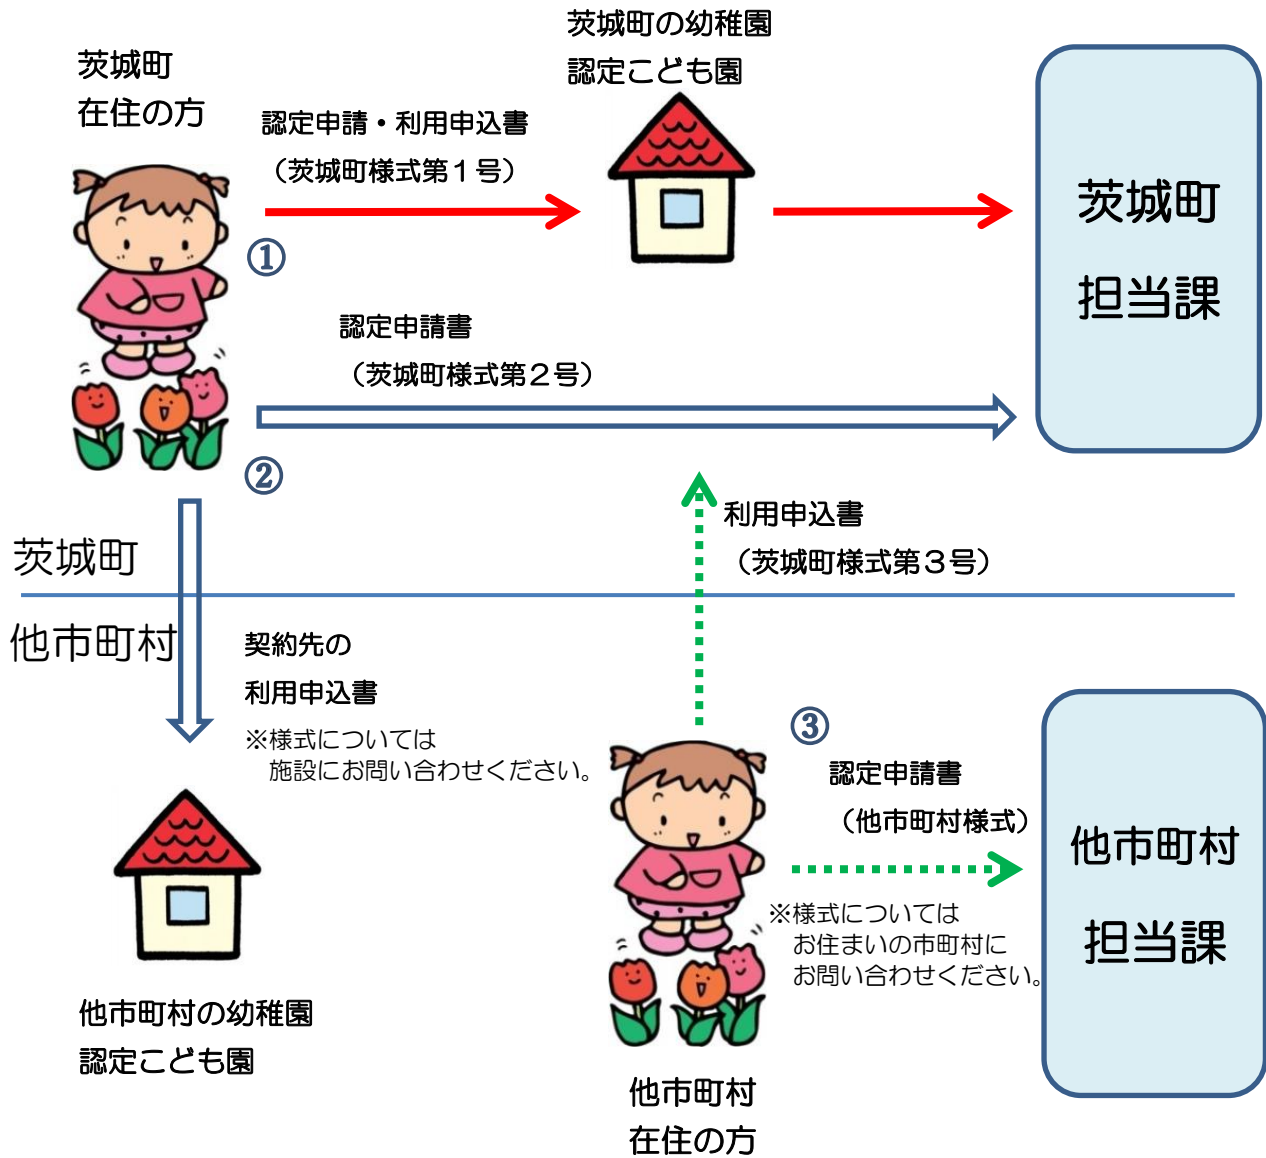 茨城町
在住の方
茨城町の幼稚園
認定こども園
認定申請・利用申込書
（茨城町様式第１号）
①
茨城町
担当課
認定申請書
（茨城町様式第２号）
②
利用申込書
（茨城町様式第３号）
茨城町
他市町村
契約先の
利用申込書
※様式については
施設にお問い合わせください。
③
認定申請書
（他市町村様式）
※様式については
お住まいの市町村に
お問い合わせください。
他市町村
担当課
他市町村の幼稚園
認定こども園
他市町村
在住の方